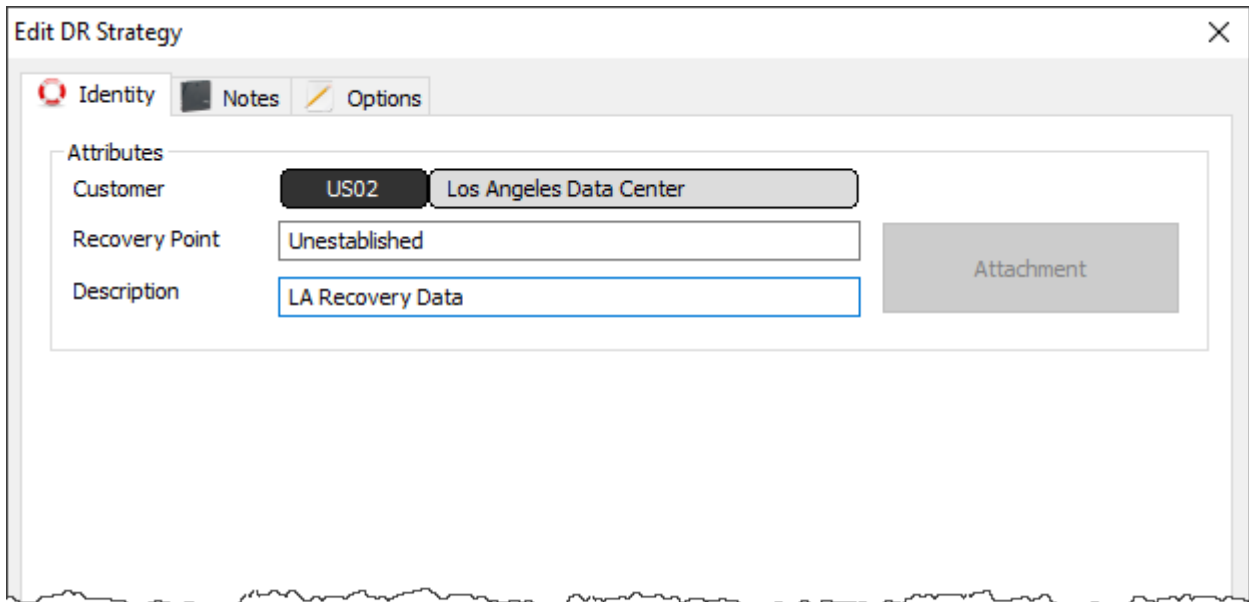 Edit DR Strategy
Identity Notes Options
Attributes
Customer US02 Los Angeles Data Center
Recovery Point Unestablished
Attachment
Description LA Recovery Data